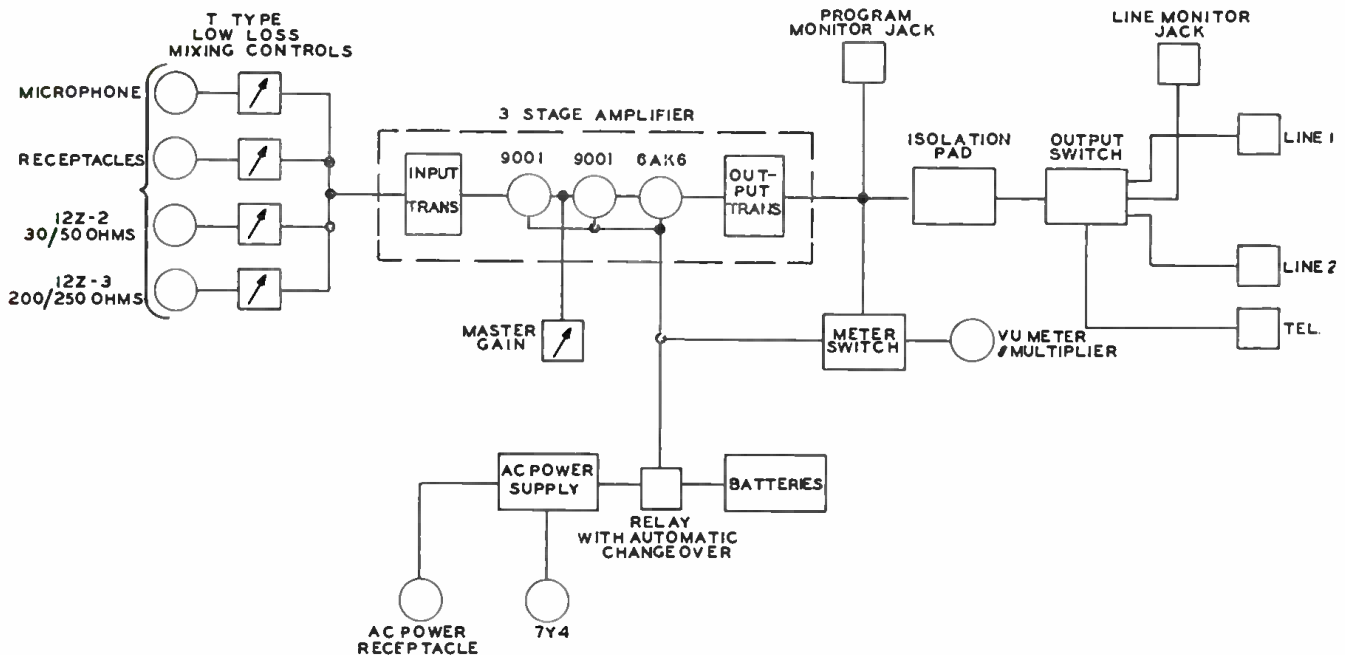 T TYPE
LOW LOSS
MIXING CONTROLS
MICROPHONE
RECEPTACLES
12Z-2
30/50 OHMS
12Z-3
200/250 OHMS
3 STAGE AMPLIFIER
INPUT
TRANS
9001
9001
6AK6
OUT-
PUT
TRANS
MASTER
GAIN
PROGRAM
MONITOR JACK
LINE MONITOR
JACK
ISOLATION
PAD
OUTPUT
SWITCH
LINE 1
LINE 2
TEL.
METER
SWITCH
VU METER
& MULTIPLIER
AC POWER
SUPPLY
BATTERIES
RELAY
WITH AUTOMATIC
CHANGEOVER
AC POWER
RECEPTACLE
7Y4